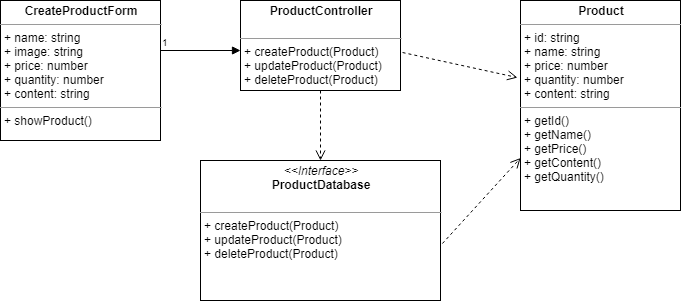 CreateProductForm
+ name: string
+ image: string
+ price: number
+ quantity: number
+ content: string
+ showProduct()
1
ProductController
+ createProduct(Product)
+ updateProduct(Product)
+ deleteProduct(Product)
Product
+ id: string
+ name: string
+ price: number
+ quantity: number
+ content: string
+ getId()
+ getName()
+ getPrice()
+ getContent()
+ getQuantity()
<<Interface>>
ProductDatabase
+ createProduct(Product)
+ updateProduct(Product)
+ deleteProduct(Product)